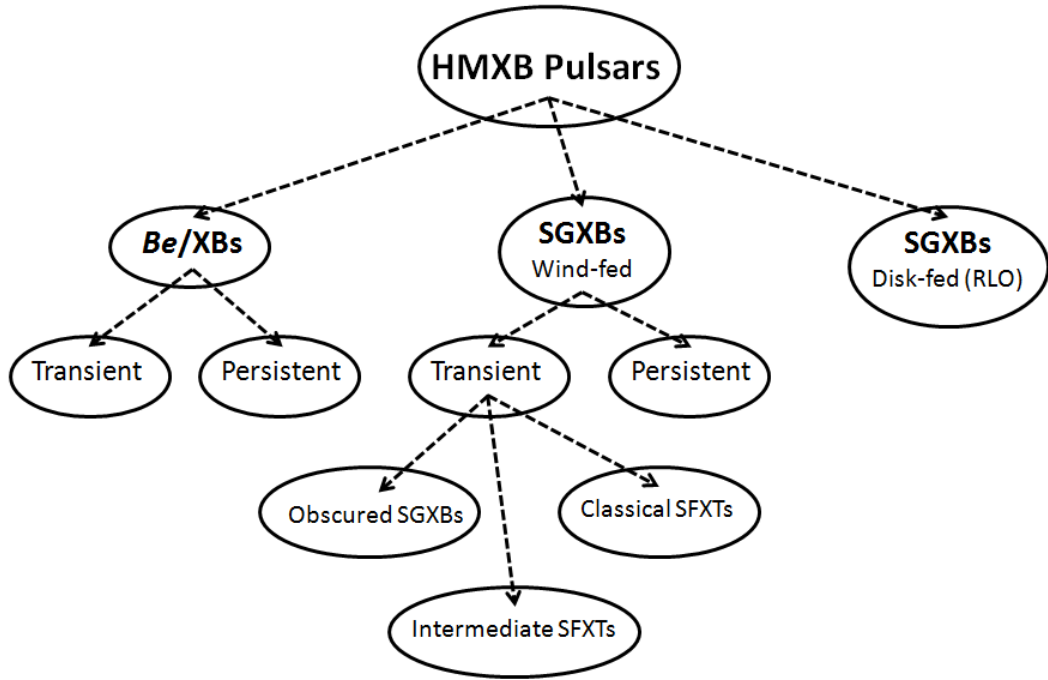 HMXB Pulsars
Be/XBs
SGXBs
Wind-fed
SGXBs
Disk-fed (RLO)
Transient
Persistent
Transient
Persistent
Obscured SGXBs
Classical SFXTs
Intermediate SFXTs